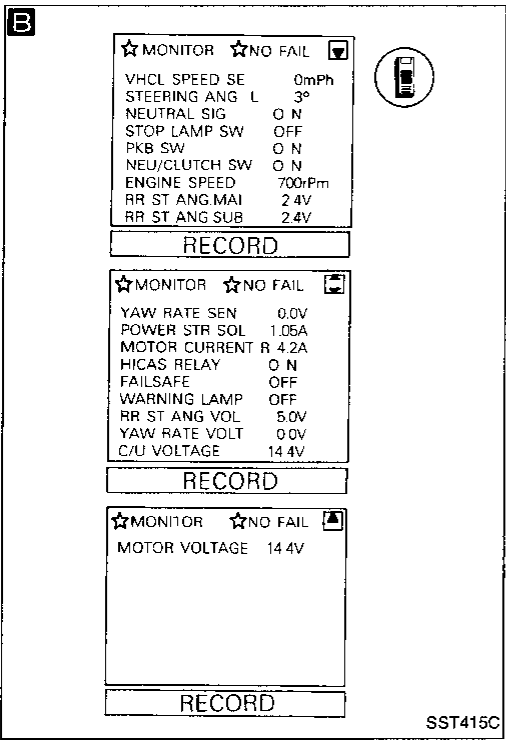 B
☆MONITOR ☆NO FAIL
VHCL SPEED SE 0mPh
STEERING ANG L 3°
NEUTRAL SIG O N
STOP LAMP SW OFF
PKB SW O N
NEU/CLUTCH SW O N
ENGINE SPEED 700rPm
RR ST ANG.MAI 2.4V
RR ST ANG SUB 2.4V
RECORD
☆MONITOR ☆NO FAIL
YAW RATE SEN 0.0V
POWER STR SOL 1.05A
MOTOR CURRENT R 4.2A
HICAS RELAY O N
FAILSAFE OFF
WARNING LAMP OFF
RR ST ANG VOL 5.0V
YAW RATE VOLT 0.0V
C/U VOLTAGE 14.4V
RECORD
☆MONITOR ☆NO FAIL
MOTOR VOLTAGE 14.4V
RECORD
SST415C